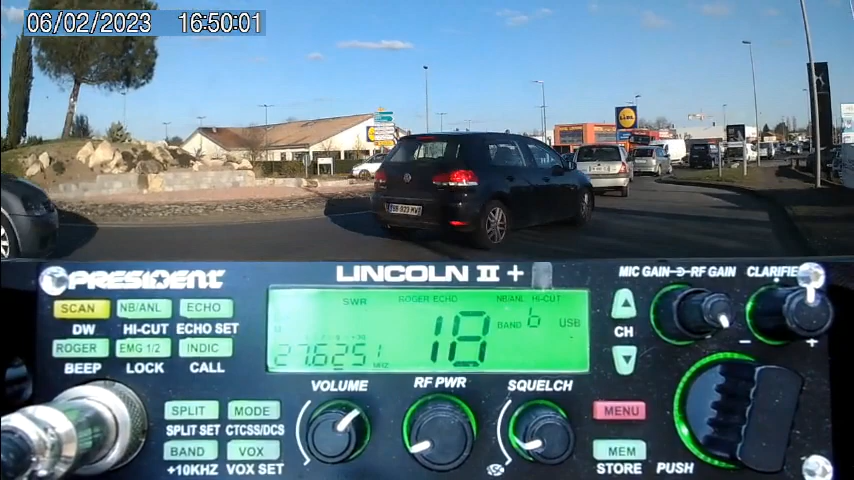 06/02/2023 16:50:01
LIDL
PRESIDENT LINCOLN II + MIC GAIN RF GAIN CLARIFIER
SCAN NB/ANL ECHO SWR ROGER ECHO NB/ANL HI-CUT
DW HI-CUT ECHO SET 18 BAND 6 USB CH
ROGER EMG 1/2 INDIC 27.6251 MHZ
BEEP LOCK CALL
VOLUME RF PWR SQUELCH
SPLIT MODE MENU
SPLIT SET CTCSS/DCS
BAND VOX MEM
+10KHZ VOX SET STORE PUSH